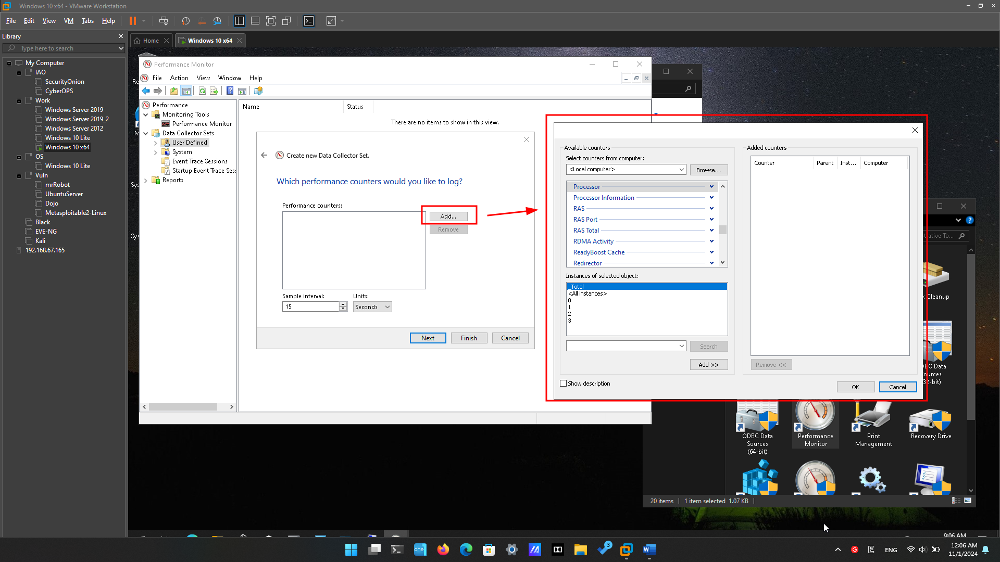 Windows 10 x64 - VMware Workstation
File Edit View VM Tabs Help
Library
Type here to search
My Computer
IAO
SecurityOnion
CyberOPS
Work
Windows Server 2019
Windows Server 2019_2
Windows Server 2012
Windows 10 Lite
Windows 10 x64
OS
Windows 10 Lite
Vuln
mrRobot
UbuntuServer
Dojo
Metasploitable2-Linux
Black
EVE-NG
Kali
192.168.67.165
Home
Windows 10 x64
Performance Monitor
File Action View Window Help
Performance
Monitoring Tools
Performance Monitor
Data Collector Sets
User Defined
System
Event Trace Sessions
Startup Event Trace Ses:
Reports
Name Status
There are no items to show in this view.
Create new Data Collector Set.
Which performance counters would you like to log?
Performance counters:
Add...
Remove
Sample interval: Units:
15 Seconds
Next Finish Cancel
Available counters
Select counters from computer:
<Local computer> Browse...
Processor
Processor Information
RAS
RAS Port
RAS Total
RDMA Activity
ReadyBoost Cache
Redirector
Instances of selected object:
_Total
<All instances>
0
1
2
3
Search
Add >>
Show description
Added counters
Counter Parent Inst... Computer
Remove <<
OK Cancel
Cleanup
ODBC Data
Sources
(64-bit)
Performance
Monitor
Print
Management
Recovery Drive
20 items 1 item selected 1.07 KB
9:06 AM
one
3
ENG
12:06 AM
11/1/2024